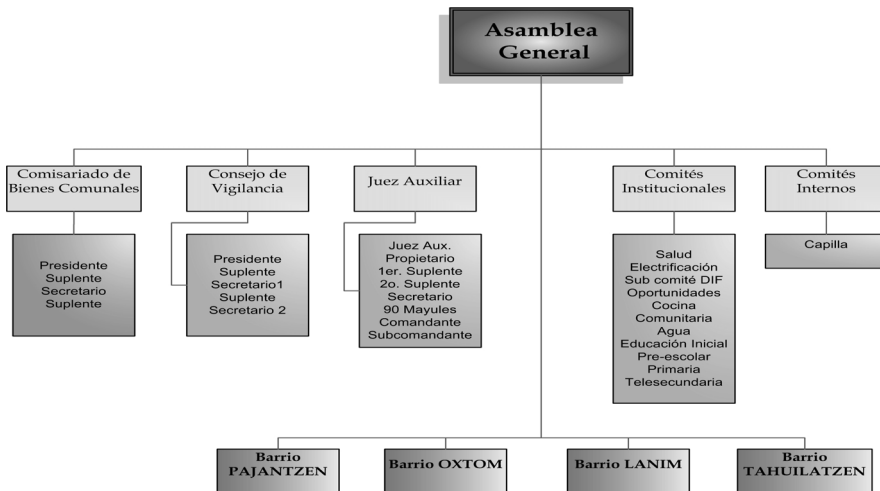 Asamblea
General
Comisariado de
Bienes Comunales
Consejo de
Vigilancia
Juez Auxiliar
Comités
Institucionales
Comités
Internos
Presidente
Suplente
Secretario
Suplente
Presidente
Suplente
Secretario1
Suplente
Secretario 2
Juez Aux.
Propietario
1er. Suplente
2o. Suplente
Secretario
90 Mayules
Comandante
Subcomandante
Salud
Electrificación
Sub comité DIF
Oportunidades
Cocina
Comunitaria
Agua
Educación Inicial
Pre-escolar
Primaria
Telesecundaria
Capilla
Barrio
PAJANTZEN
Barrio OXTOM
Barrio LANIM
Barrio
TAHUILATZEN